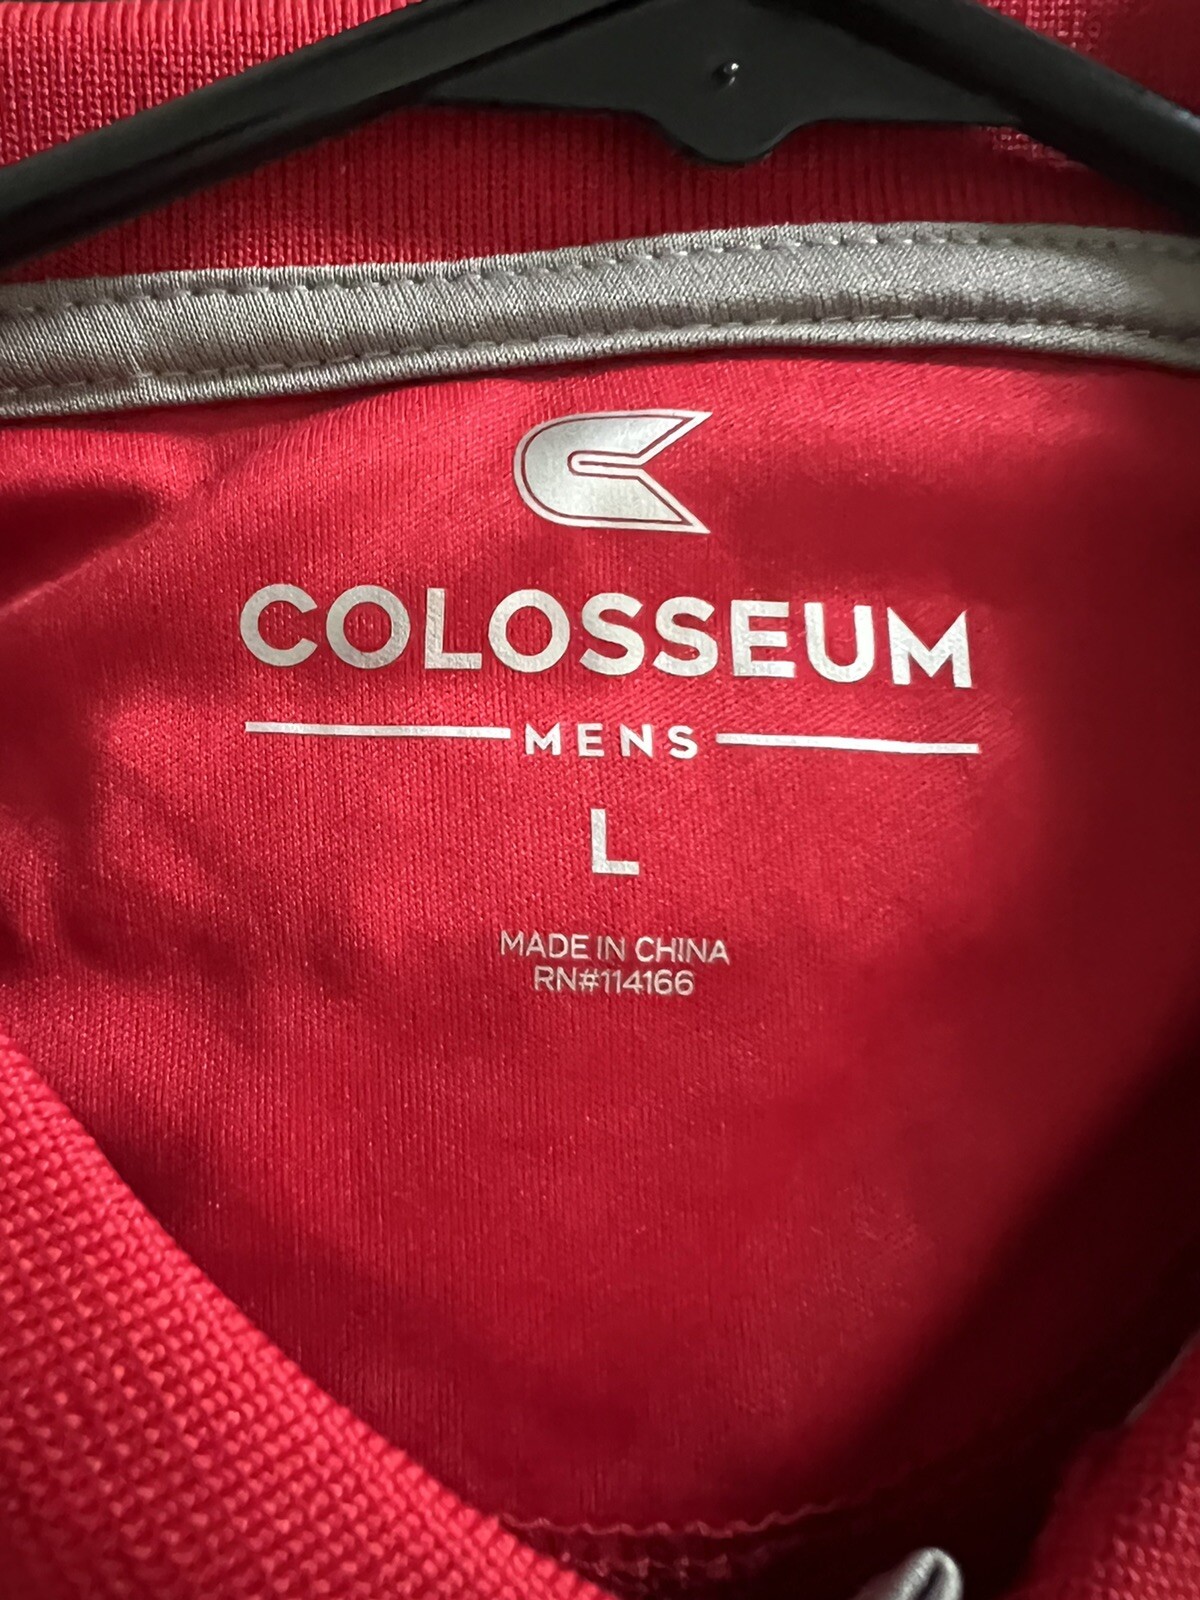 COLOSSEUM
MENS
L
MADE IN CHINA
RN#114166